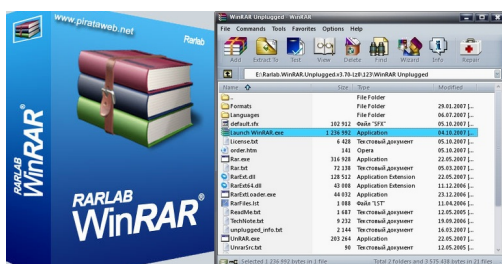 www.pirataweb.net
Rarlab
RARLAB
WinRAR®
RARLAB
WinRAR®
WinRAR Unplugged - WinRAR
File Commands Tools Favorites Options Help
Add Extract To Test View Delete Find Wizard Info Repair
E:\Rarlab.WinRAR.Unplugged.v3.70-tzll\123\WinRAR Unplugged
Name Size Type Modified
.. File Folder
Formats File Folder 29.01.2007
Languages File Folder 06.07.2007
default.sfx 102 912 Файл "SFX" 05.10.2007
Launch WinRAR.exe 1 236 992 Application 04.10.2007
License.txt 6 428 Текстовый документ 05.10.2007
order.htm 141 Opera 05.10.2007
Rar.exe 316 928 Application 22.05.2007
Rar.txt 72 138 Текстовый документ 05.03.2007
RarExt.dll 128 512 Application Extension 22.05.2007
RarExt64.dll 43 008 Application Extension 11.12.2006
RarExtLoader.exe 44 032 Application 23.12.2006
RarFiles.lst 1 088 Файл "LST" 11.04.2006
ReadMe.txt 1 687 Текстовый документ 12.05.2005
TechNote.txt 9 232 Текстовый документ 19.09.2006
unplugged_info.txt 2 144 Текстовый документ 16.03.2007
UnRAR.exe 203 264 Application 22.05.2007
UnrarSrc.txt 90 Текстовый документ
Selected 1 236 992 bytes in 1 file Total 2 folders and 3 575 438 bytes in 21 files